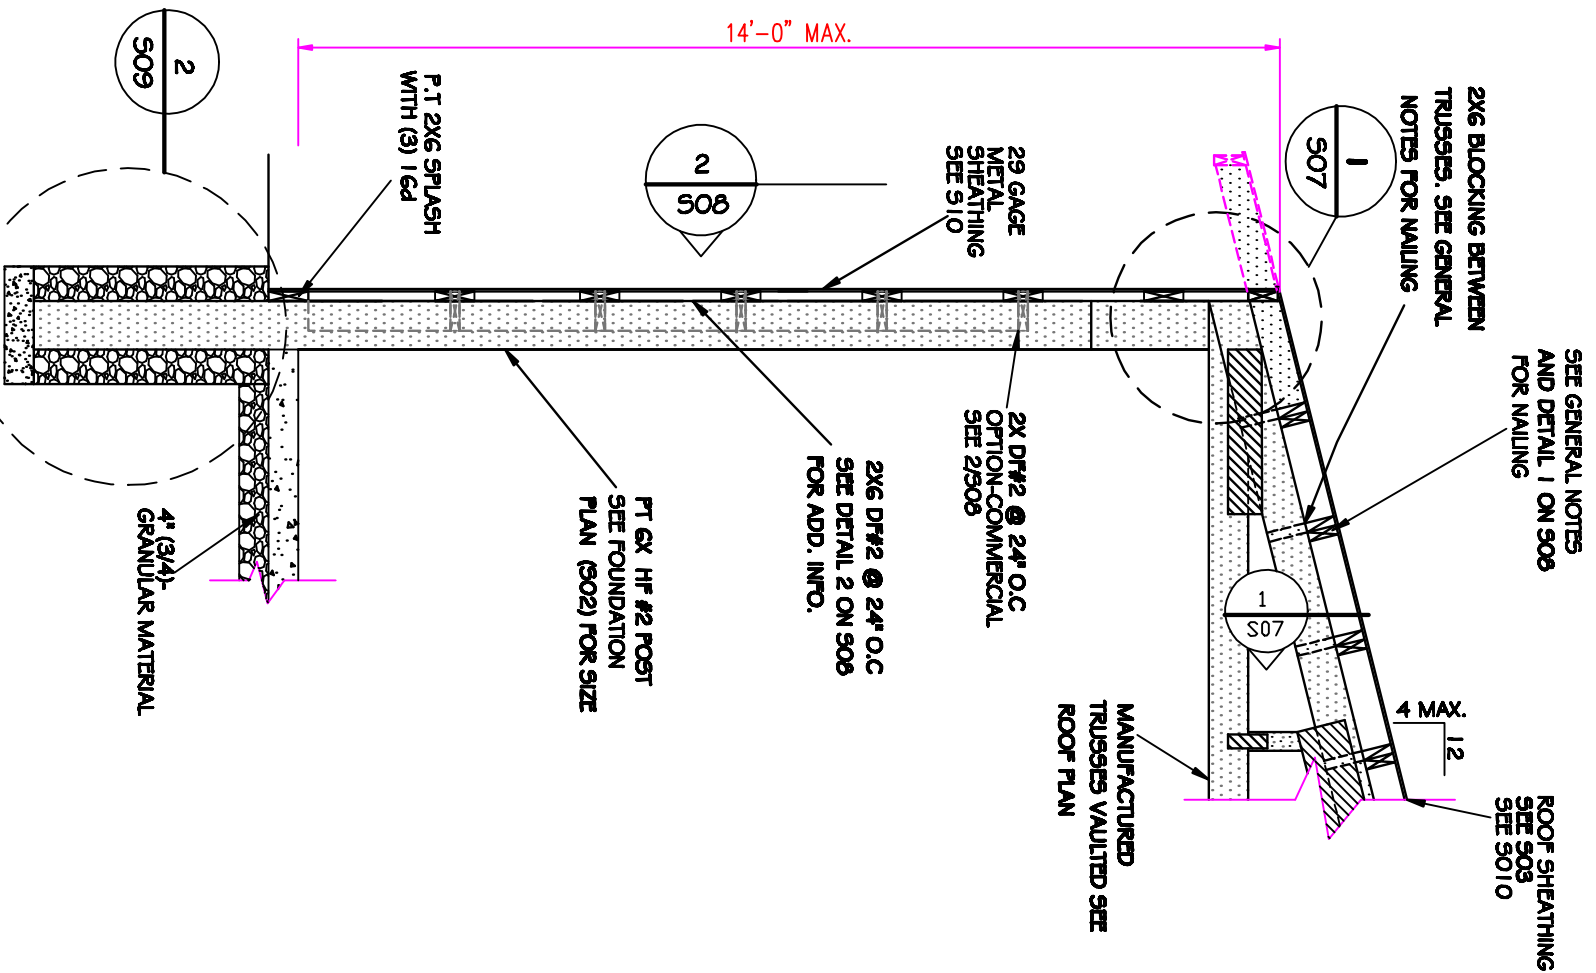 14'-0" MAX.
2
S09
P.T 2X6 SPLASH
WITH (3) 16d
2
S08
29 GAGE
METAL
SHEATHING
SEE S10
1
S07
2X6 BLOCKING BETWEEN
TRUSSES. SEE GENERAL
NOTES FOR NAILING
SEE GENERAL NOTES
AND DETAIL 1 ON S08
FOR NAILING
2X DF#2 @ 24" O.C
OPTION-COMMERCIAL
SEE 2/S08
2X6 DF#2 @ 24" O.C
SEE DETAIL 2 ON S08
FOR ADD. INFO.
PT 6X HF #2 POST
SEE FOUNDATION
PLAN (S02) FOR SIZE
4" (3/4)-
GRANULAR MATERIAL
1
S07
4 MAX.
12
MANUFACTURED
TRUSSES VAULTED SEE
ROOF PLAN
ROOF SHEATHING
SEE S03
SEE S010